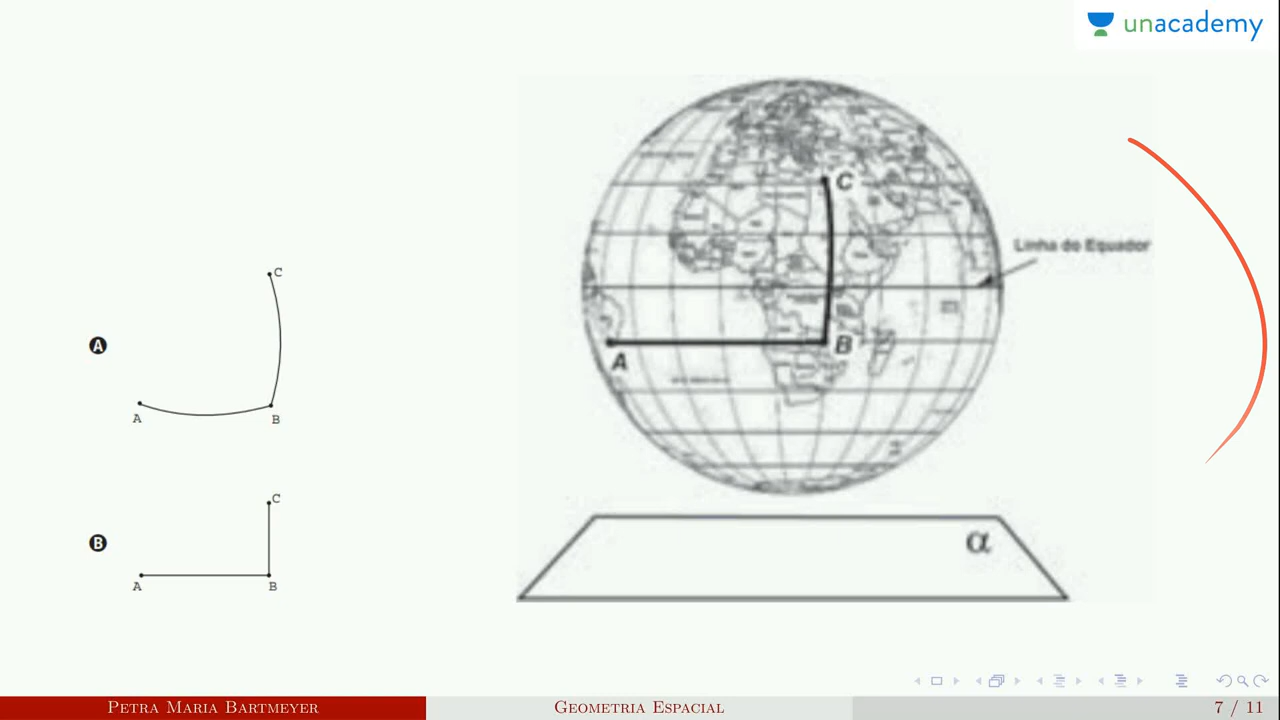 unacademy
C
Linha do Equador
A
B
α
A
C
A
B
B
C
A
B
PETRA MARIA BARTMEYER
GEOMETRIA ESPACIAL
7 / 11